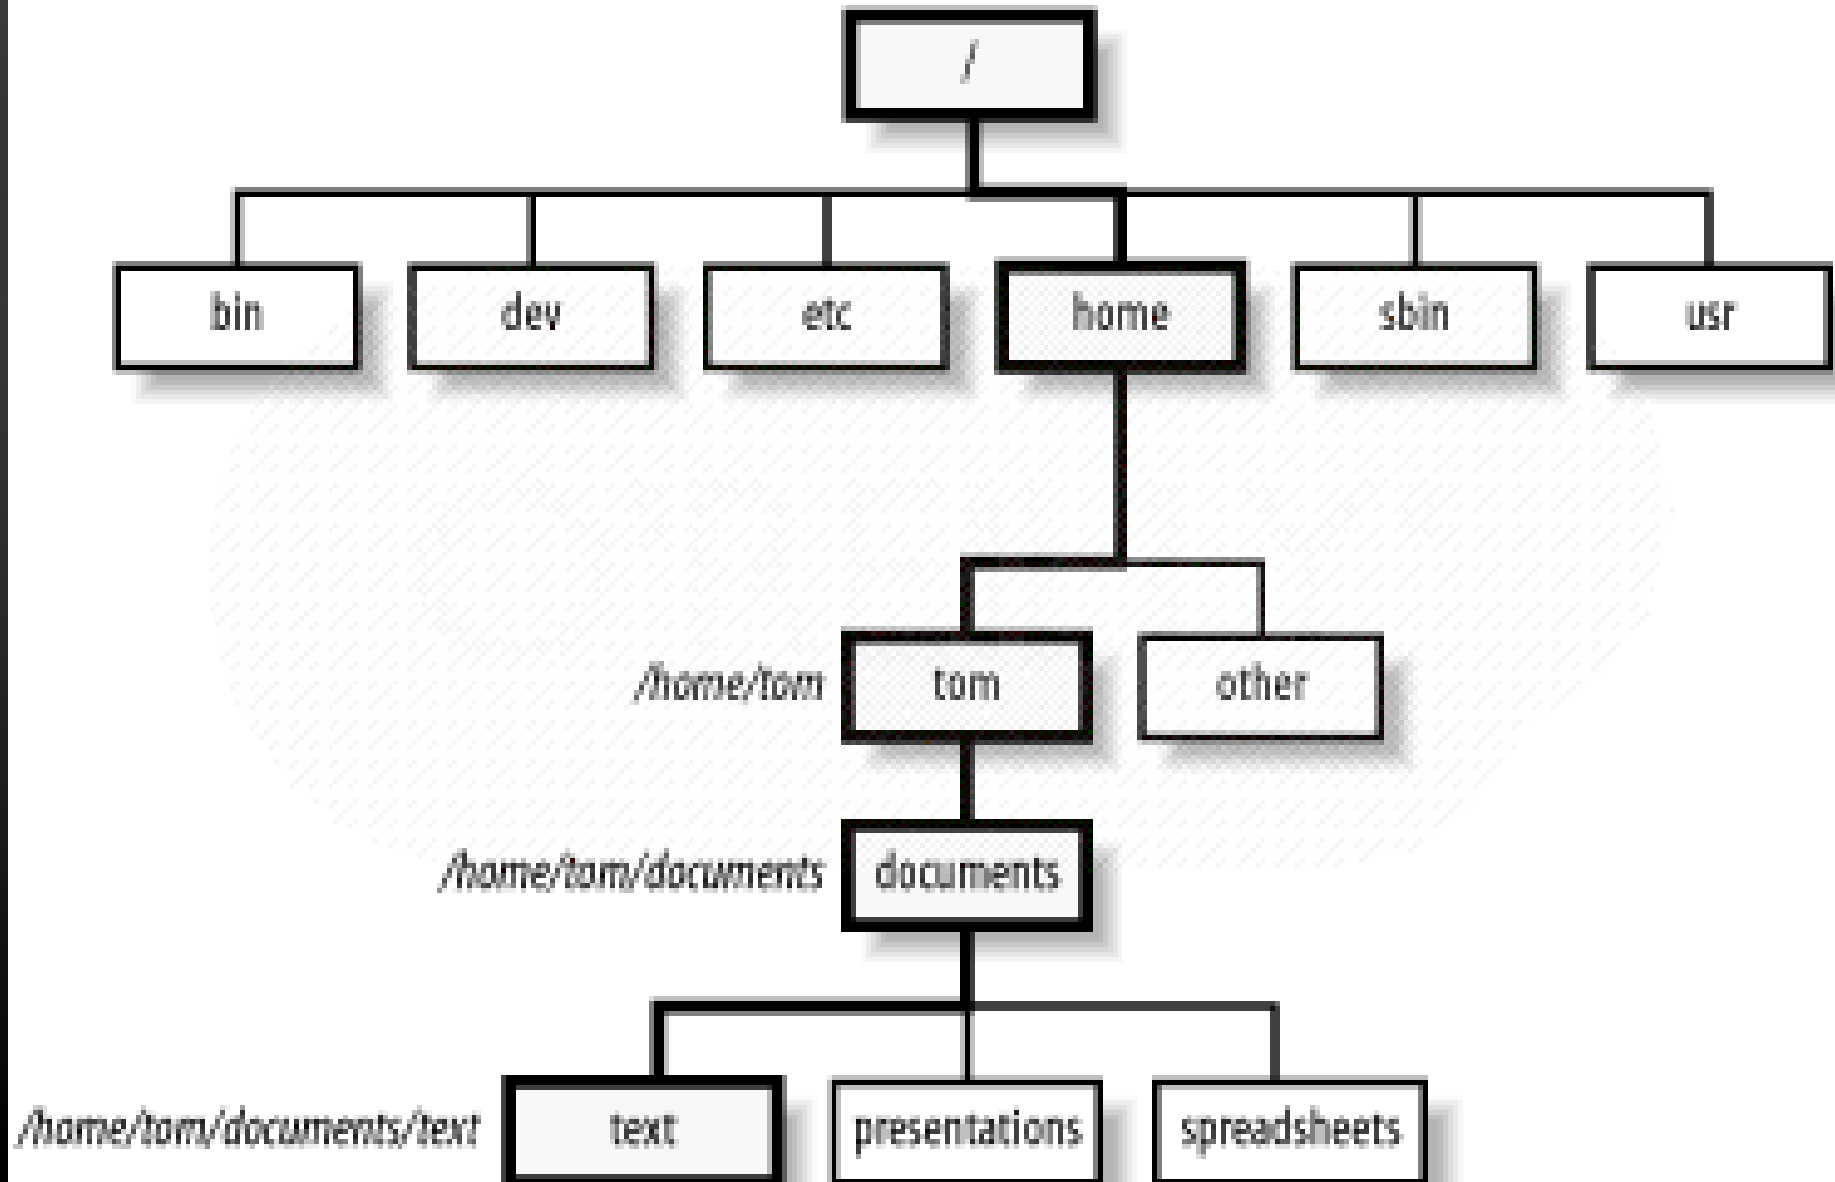 /
bin dev etc home sbin usr
/home/tom tom other
/home/tom/documents documents
/home/tom/documents/text text presentations spreadsheets